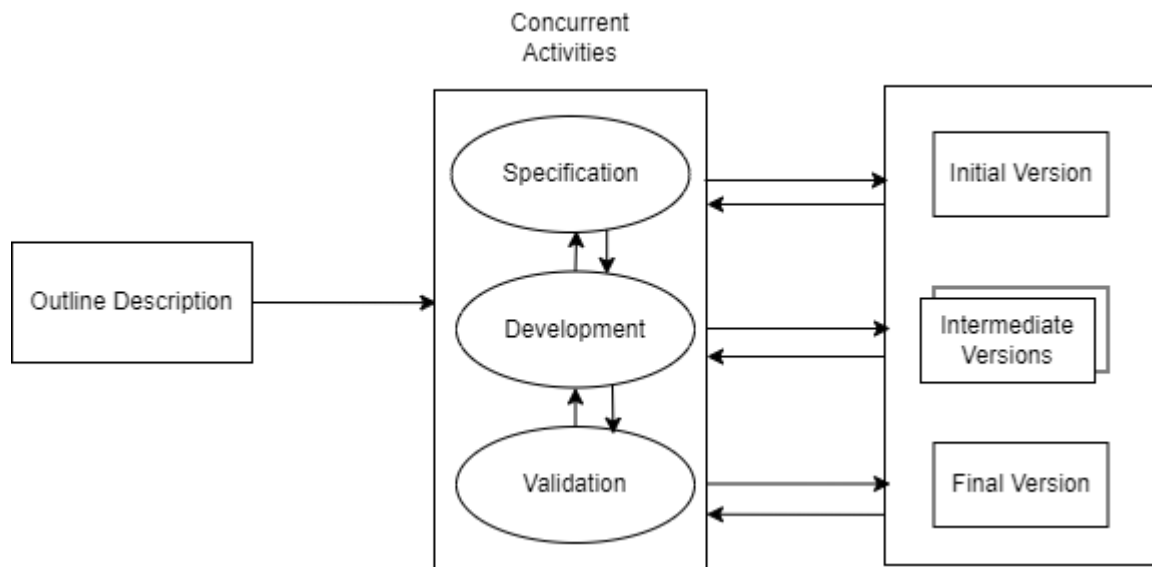 Concurrent
Activities
Outline Description
Specification
Development
Validation
Initial Version
Intermediate
Versions
Final Version